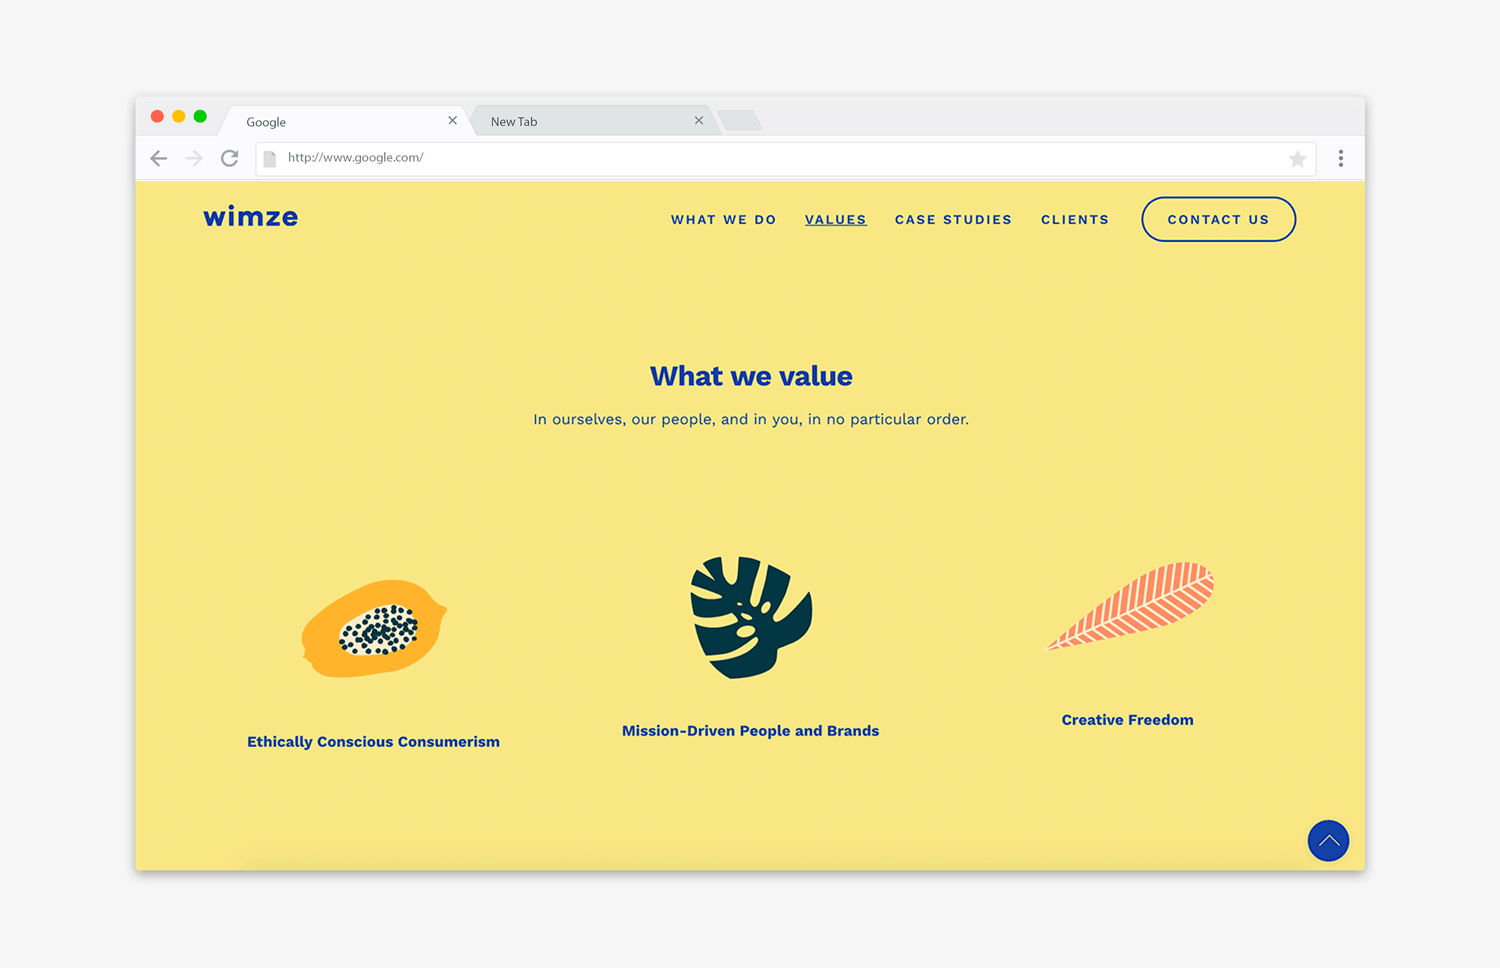 Google
New Tab
http://www.google.com/
wimze
WHAT WE DO
VALUES
CASE STUDIES
CLIENTS
CONTACT US
What we value
In ourselves, our people, and in you, in no particular order.
Ethically Conscious Consumerism
Mission-Driven People and Brands
Creative Freedom